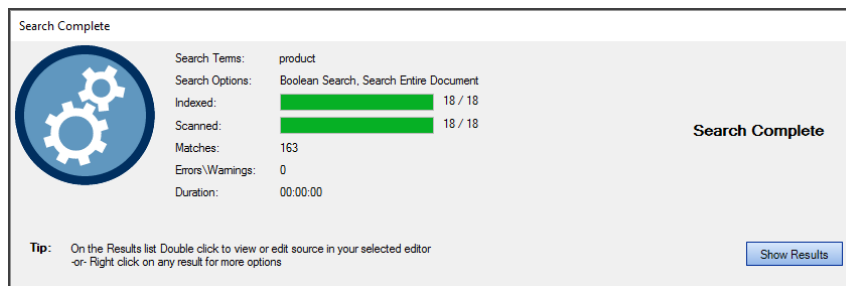 Search Complete
Search Terms: product
Search Options: Boolean Search, Search Entire Document
Indexed: 18 / 18
Scanned: 18 / 18
Matches: 163
Errors\Warnings: 0
Duration: 00:00:00
Search Complete
Tip: On the Results list Double click to view or edit source in your selected editor
-or- Right click on any result for more options
Show Results